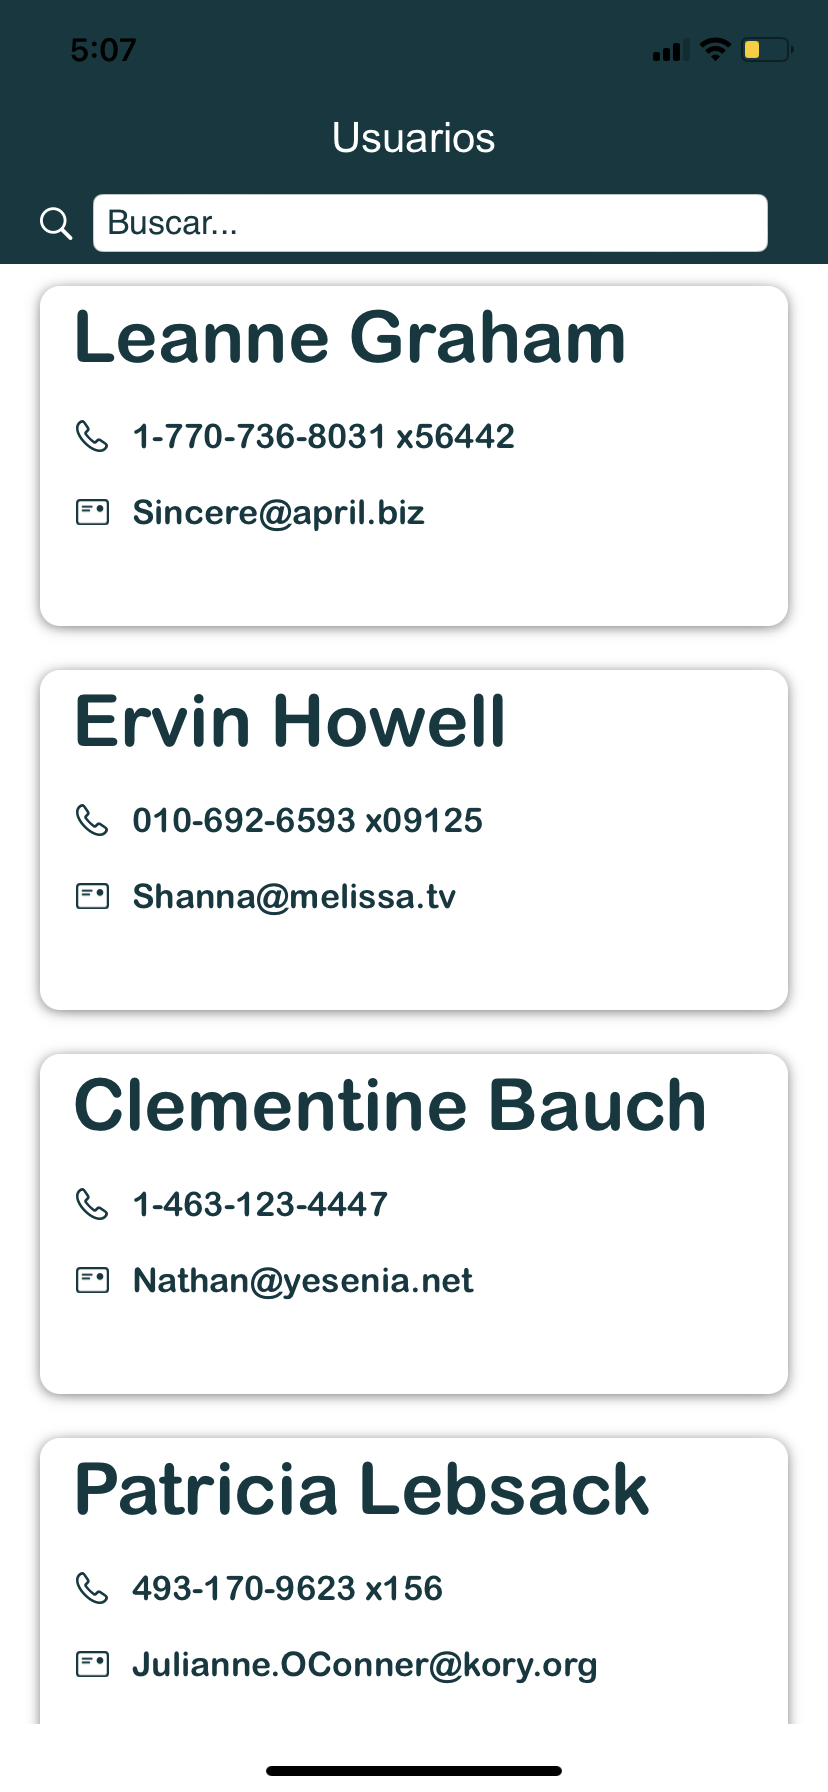 5:07
Usuarios
Buscar...
Leanne Graham
1-770-736-8031 x56442
Sincere@april.biz
Ervin Howell
010-692-6593 x09125
Shanna@melissa.tv
Clementine Bauch
1-463-123-4447
Nathan@yesenia.net
Patricia Lebsack
493-170-9623 x156
Julianne.OConner@kory.org